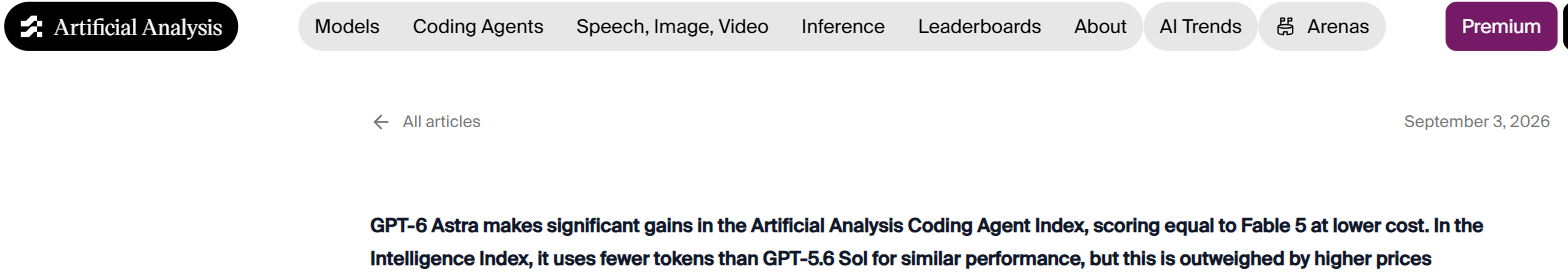 Artificial Analysis
Models Coding Agents Speech, Image, Video Inference Leaderboards About AI Trends Arenas Premium
All articles
September 3, 2026
GPT-6 Astra makes significant gains in the Artificial Analysis Coding Agent Index, scoring equal to Fable 5 at lower cost. In the
Intelligence Index, it uses fewer tokens than GPT-5.6 Sol for similar performance, but this is outweighed by higher prices